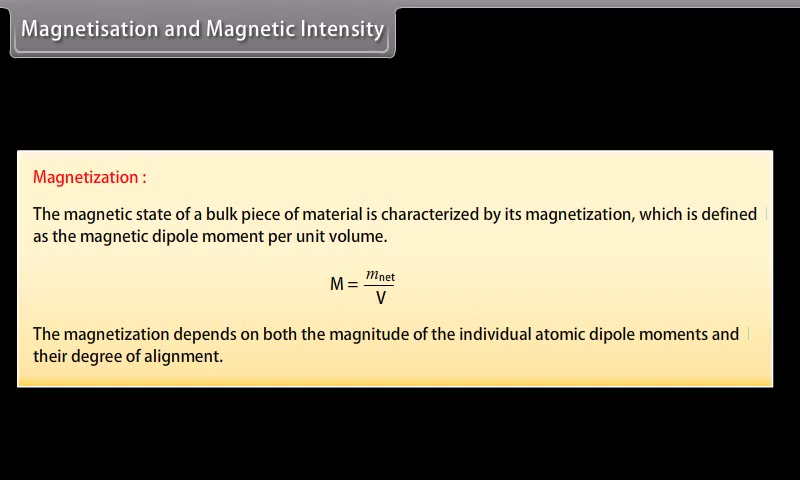 Magnetisation and Magnetic Intensity
Magnetization :
The magnetic state of a bulk piece of material is characterized by its magnetization, which is defined
as the magnetic dipole moment per unit volume.
M = m_net / V
The magnetization depends on both the magnitude of the individual atomic dipole moments and
their degree of alignment.